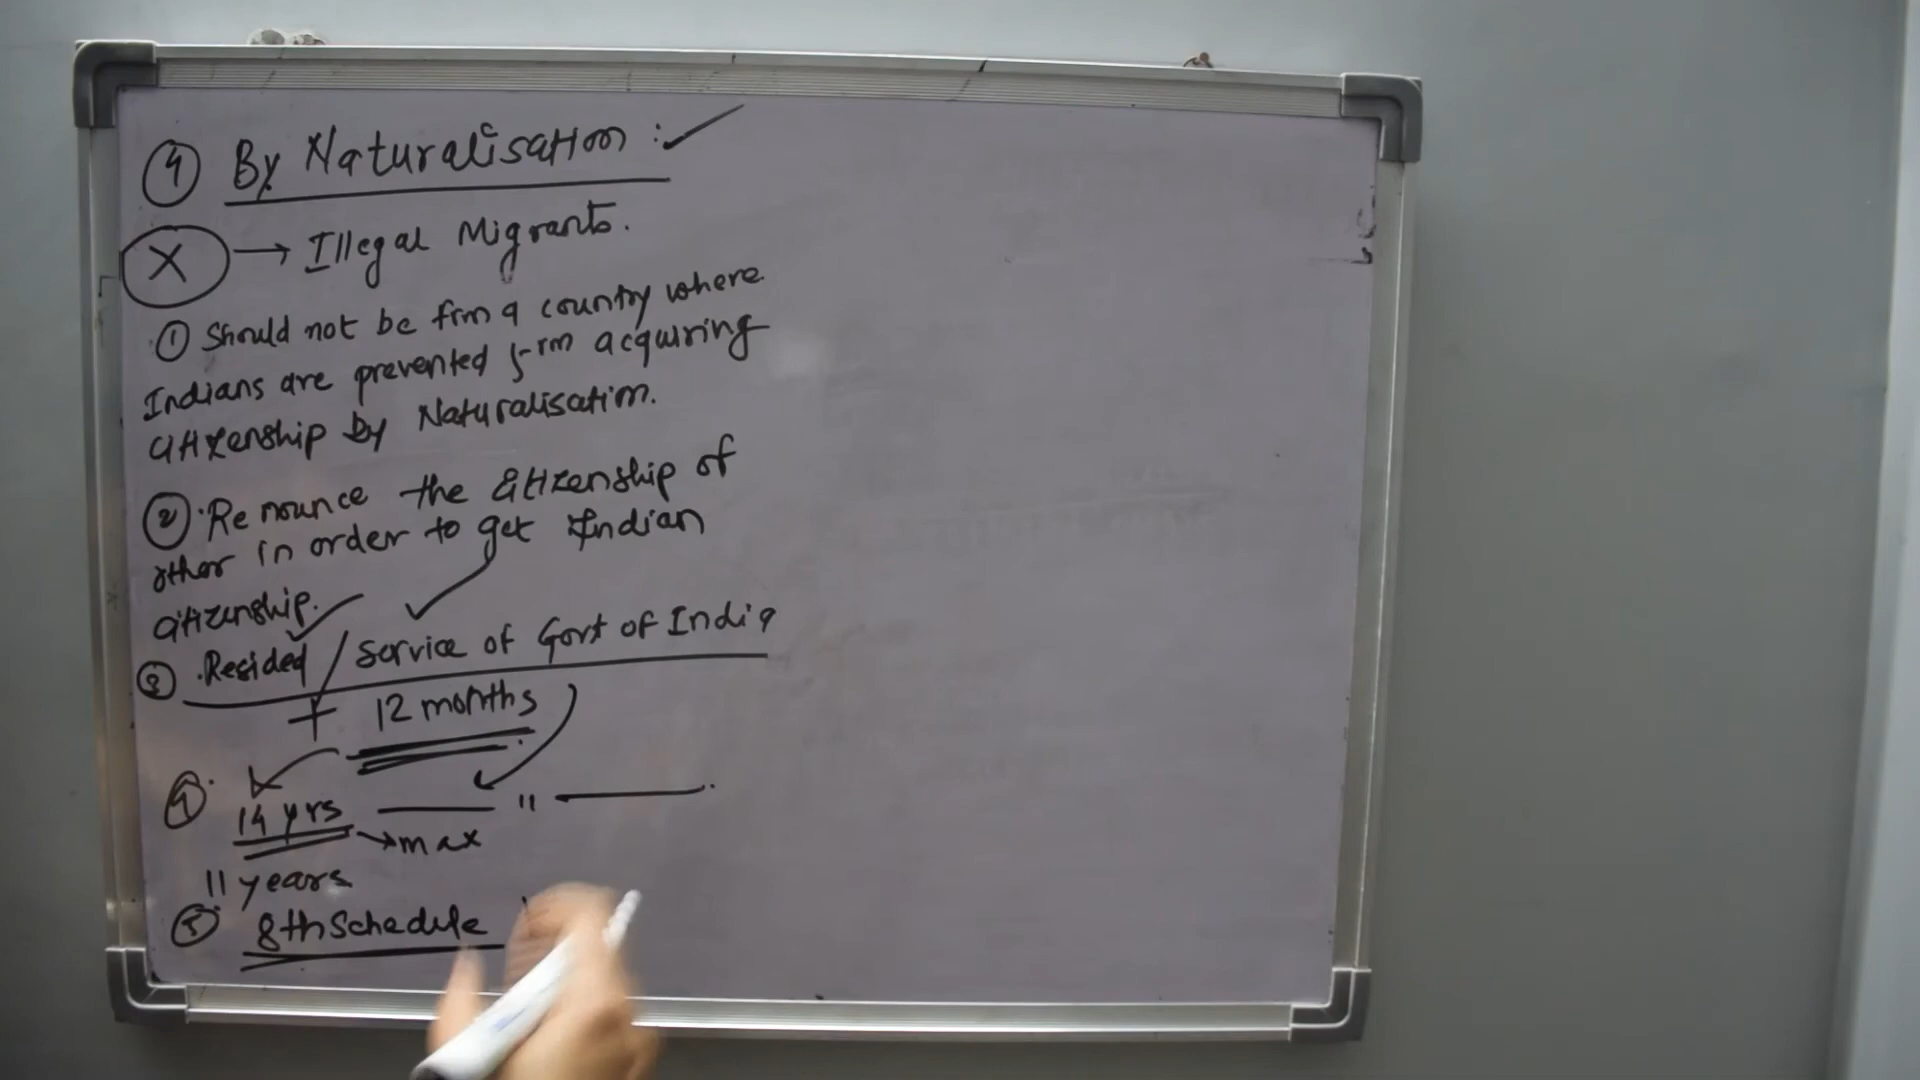 ④ By Naturalisation :✓
X → Illegal Migrants.
① Should not be from a country where
Indians are prevented from acquiring
citizenship by Naturalisation.
② Renounce the citizenship of
other in order to get Indian
citizenship.
③ Resided / Service of Govt of India
+ 12 months
④ 14 yrs —— " ——.
→ max
11 years
⑤ 8th Schedule